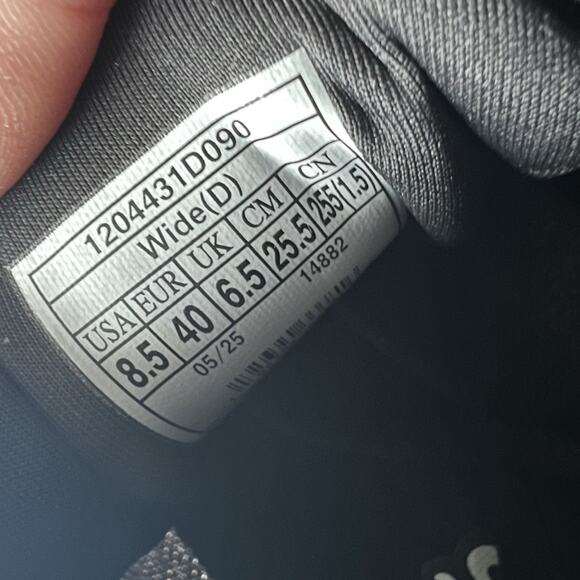 1204431D090
Wide(D)
USA EUR UK CM CN
8.5 40 6.5 25.5 255(1.5)
05/25 14882